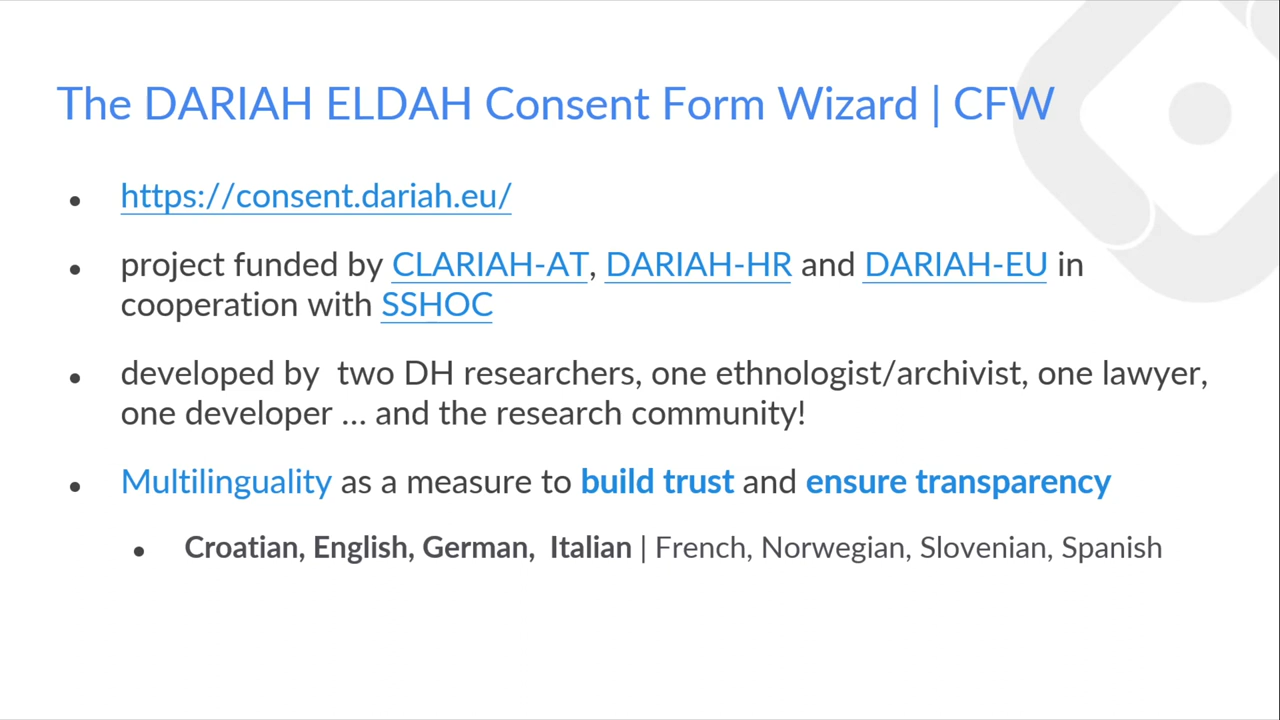 The DARIAH ELDAH Consent Form Wizard | CFW
• https://consent.dariah.eu/
• project funded by CLARIAH-AT, DARIAH-HR and DARIAH-EU in
cooperation with SSHOC
• developed by  two DH researchers, one ethnologist/archivist, one lawyer,
one developer ... and the research community!
• Multilinguality as a measure to build trust and ensure transparency
• Croatian, English, German,  Italian | French, Norwegian, Slovenian, Spanish